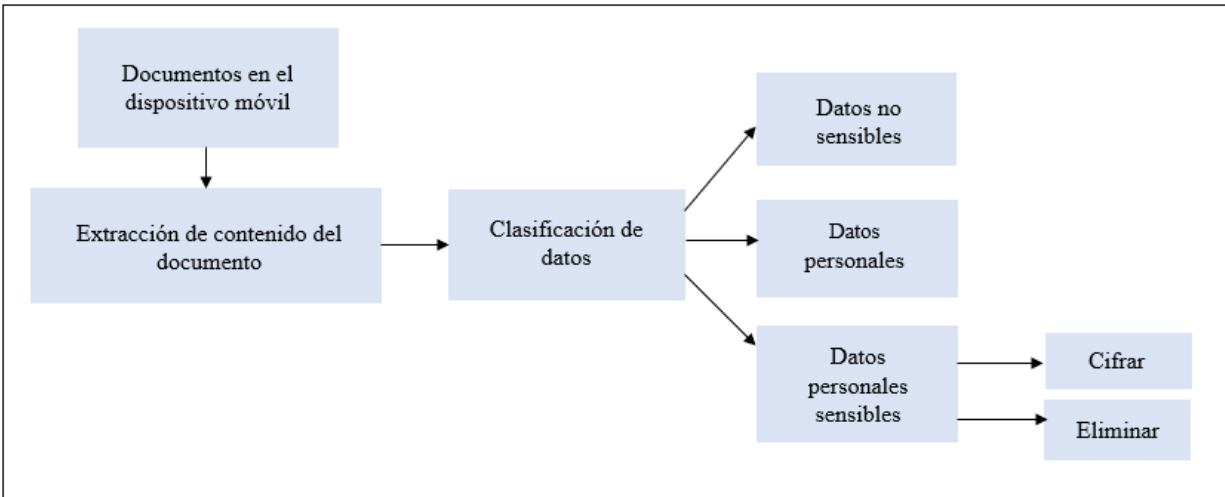 Documentos en el
dispositivo móvil
Extracción de contenido del
documento
Clasificación de
datos
Datos no
sensibles
Datos
personales
Datos
personales
sensibles
Cifrar
Eliminar